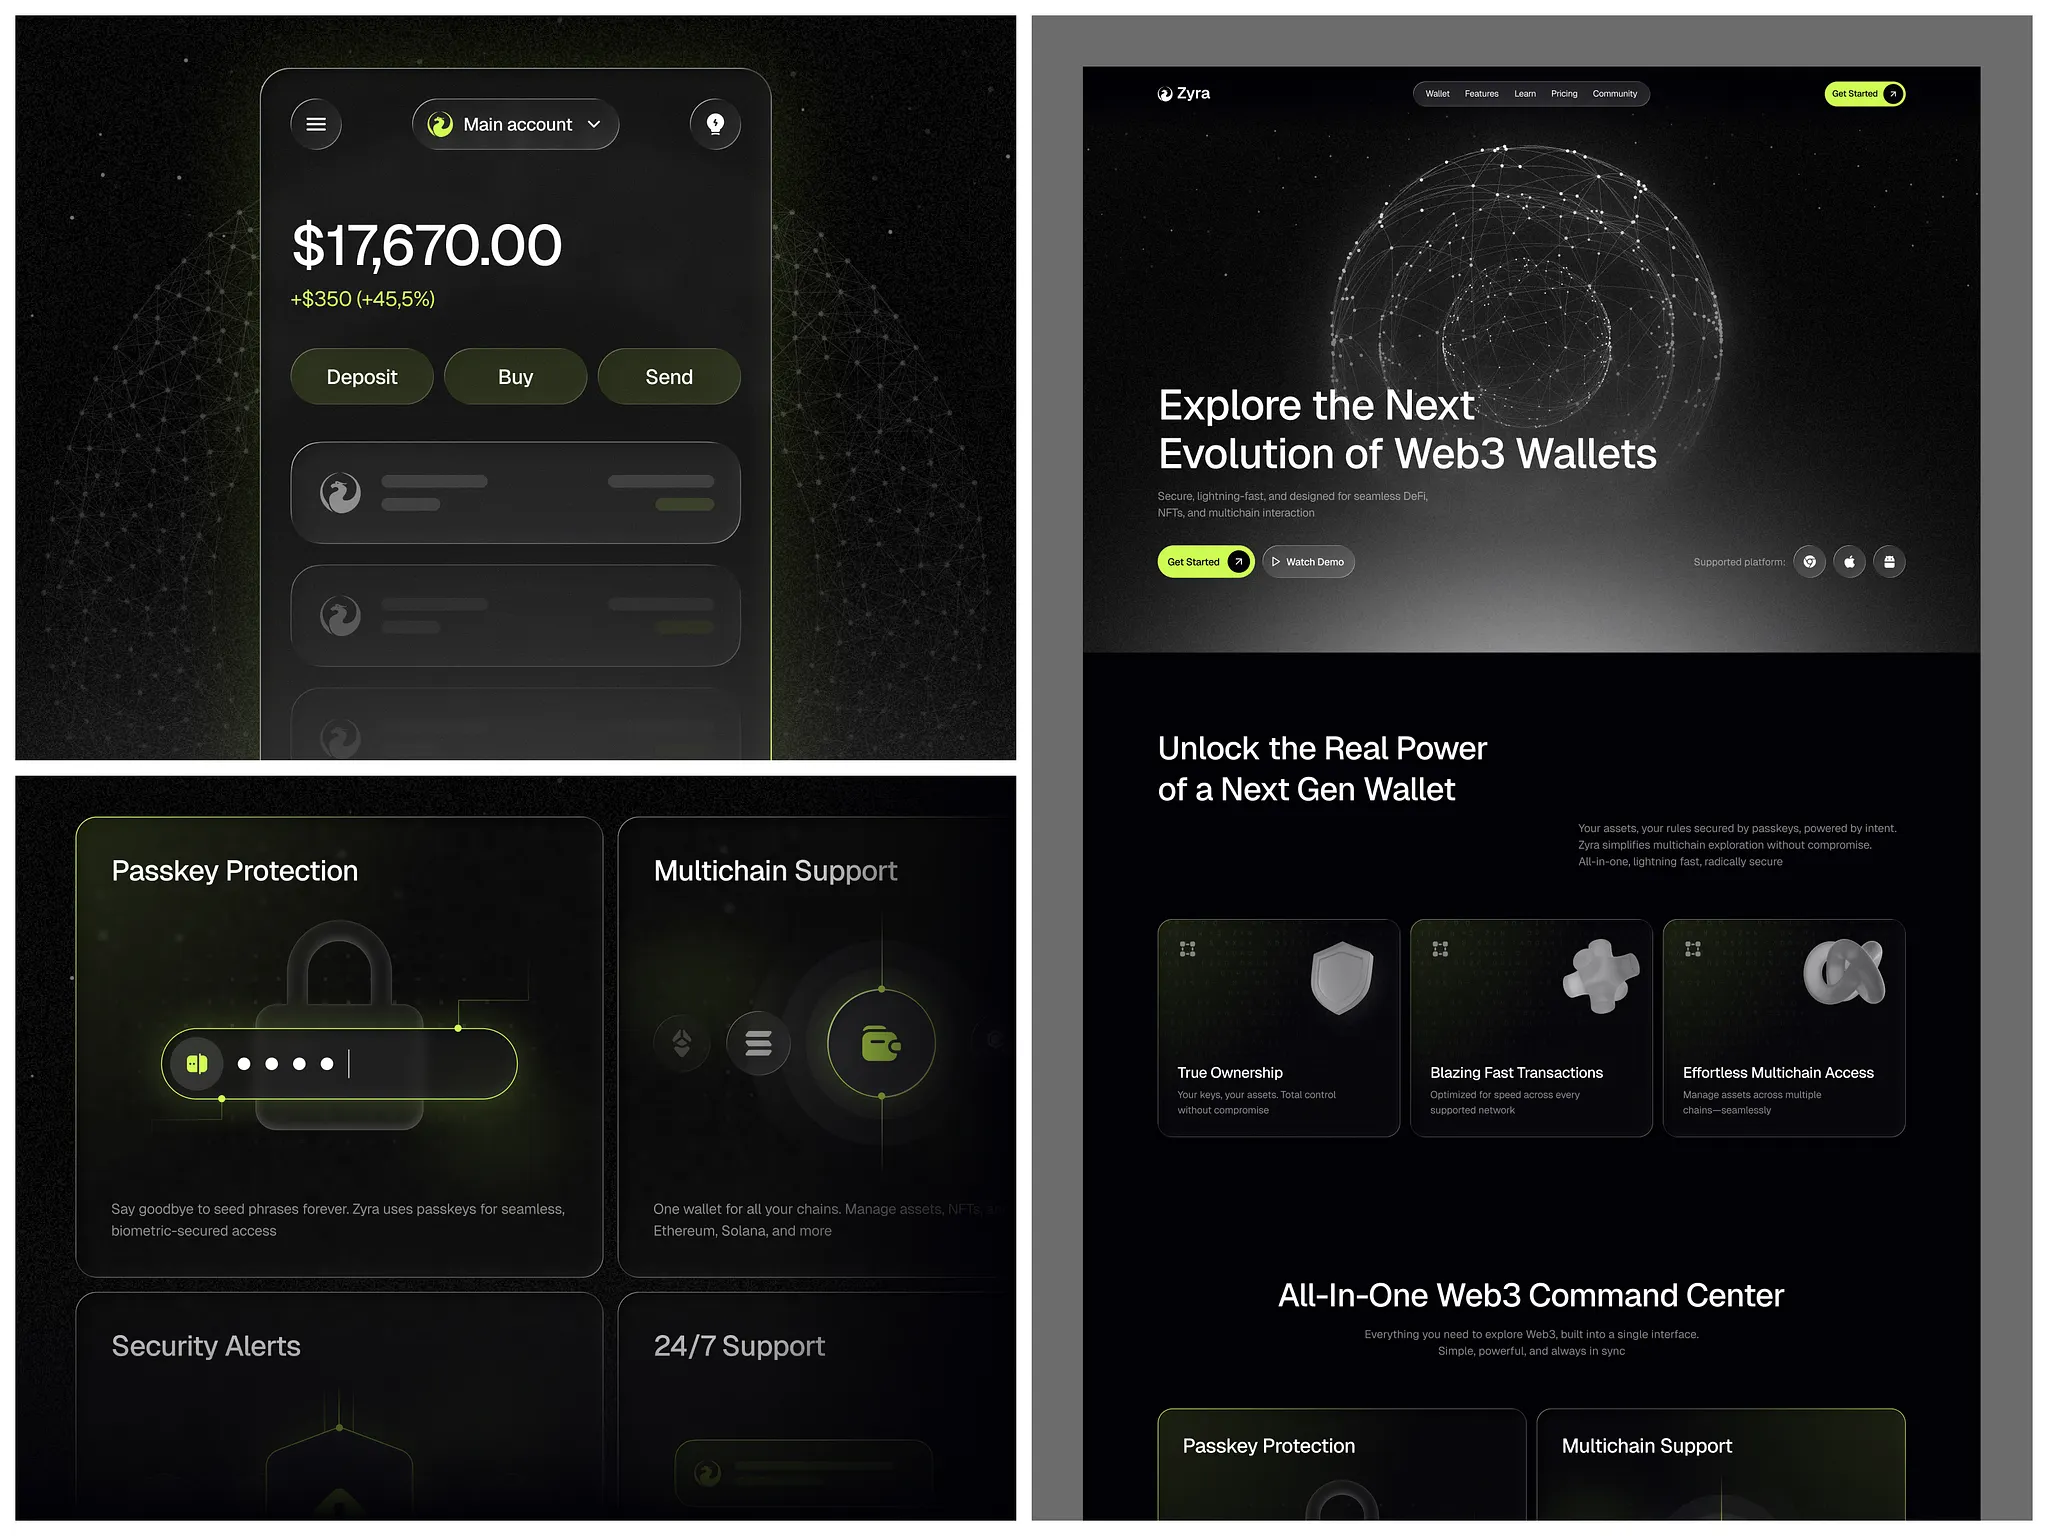 Main account
$17,670.00
+$350 (+45,5%)
Deposit
Buy
Send
Passkey Protection
Say goodbye to seed phrases forever. Zyra uses passkeys for seamless,
biometric-secured access
Multichain Support
One wallet for all your chains. Manage assets, NFTs,
Ethereum, Solana, and more
Security Alerts
24/7 Support
Zyra
Wallet
Features
Learn
Pricing
Community
Get Started
Explore the Next
Evolution of Web3 Wallets
Secure, lightning-fast, and designed for seamless DeFi,
NFTs, and multichain interaction
Get Started
Watch Demo
Supported platform:
Unlock the Real Power
of a Next Gen Wallet
Your assets, your rules secured by passkeys, powered by intent.
Zyra simplifies multichain exploration without compromise.
All-in-one, lightning fast, radically secure
True Ownership
Your keys, your assets. Total control
without compromise
Blazing Fast Transactions
Optimized for speed across every
supported network
Effortless Multichain Access
Manage assets across multiple
chains—seamlessly
All-In-One Web3 Command Center
Everything you need to explore Web3, built into a single interface.
Simple, powerful, and always in sync
Passkey Protection
Multichain Support